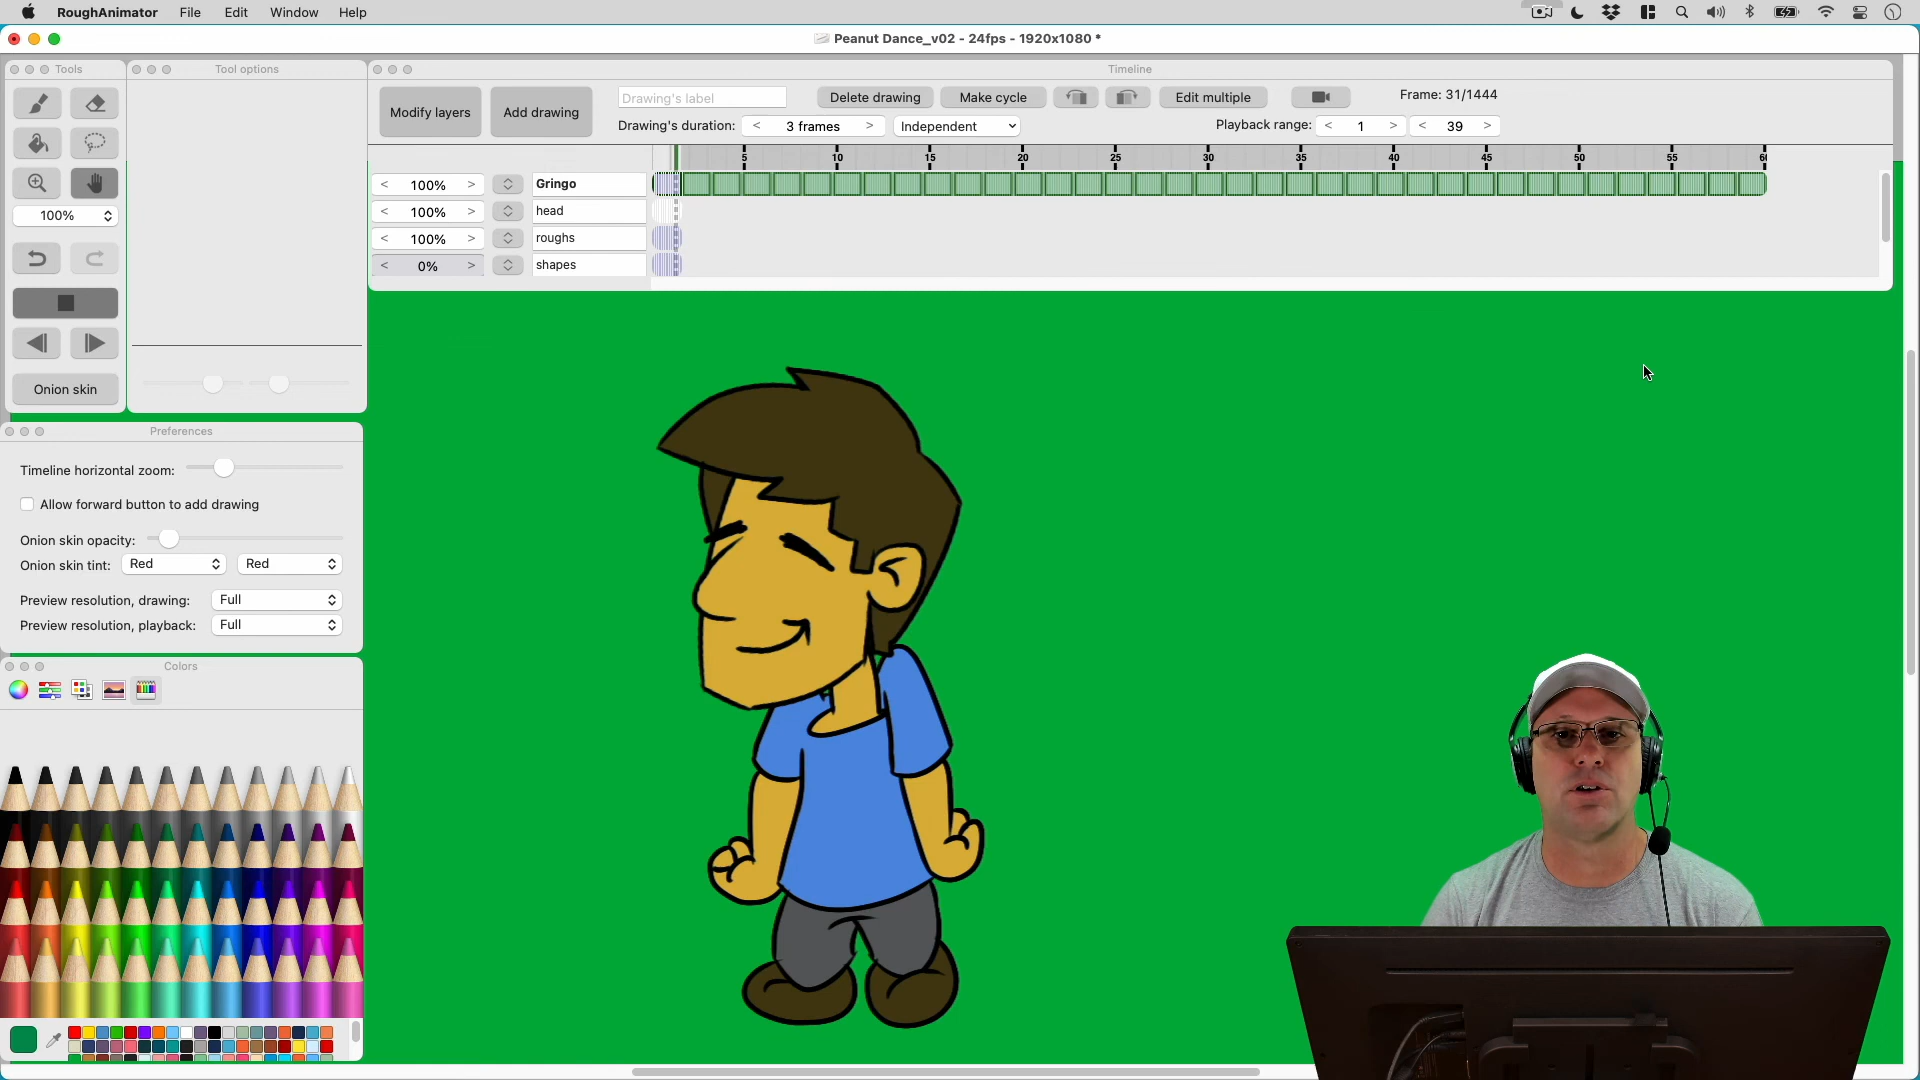 RoughAnimator File Edit Window Help
Peanut Dance_v02 - 24fps - 1920x1080 *
Tools
Tool options
Timeline
Modify layers
Add drawing
Drawing's label
Delete drawing
Make cycle
Edit multiple
Frame: 31/1444
Drawing's duration: < 3 frames >
Independent
Playback range: < 1 > < 39 >
5 10 15 20 25 30 35 40 45 50 55 6
< 100% > Gringo
< 100% > head
< 100% > roughs
< 0% > shapes
100%
Onion skin
Preferences
Timeline horizontal zoom:
Allow forward button to add drawing
Onion skin opacity:
Onion skin tint: Red Red
Preview resolution, drawing: Full
Preview resolution, playback: Full
Colors